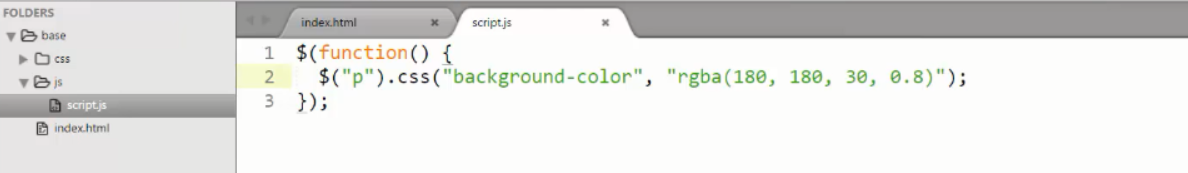 FOLDERS
base
css
js
script.js
index.html
index.html ×
script.js ×
1 $(function() {
2   $("p").css("background-color", "rgba(180, 180, 30, 0.8)");
3 });